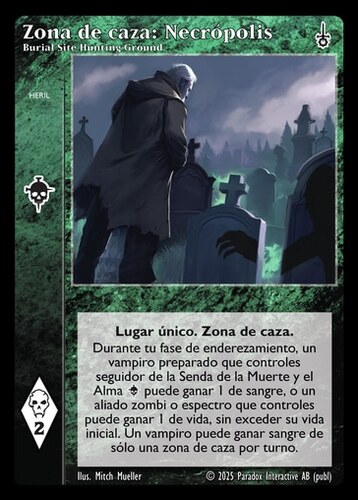 Zona de caza: Necrópolis
Burial Site Hunting Ground
HERIL
Lugar único. Zona de caza.
Durante tu fase de enderezamiento, un
vampiro preparado que controles
seguidor de la Senda de la Muerte y el
Alma puede ganar 1 de sangre, o un
aliado zombi o espectro que controles
puede ganar 1 de vida, sin exceder su vida
inicial. Un vampiro puede ganar sangre de
sólo una zona de caza por turno.
2
Ilus. Mitch Mueller © 2025 Paradox Interactive AB (publ)